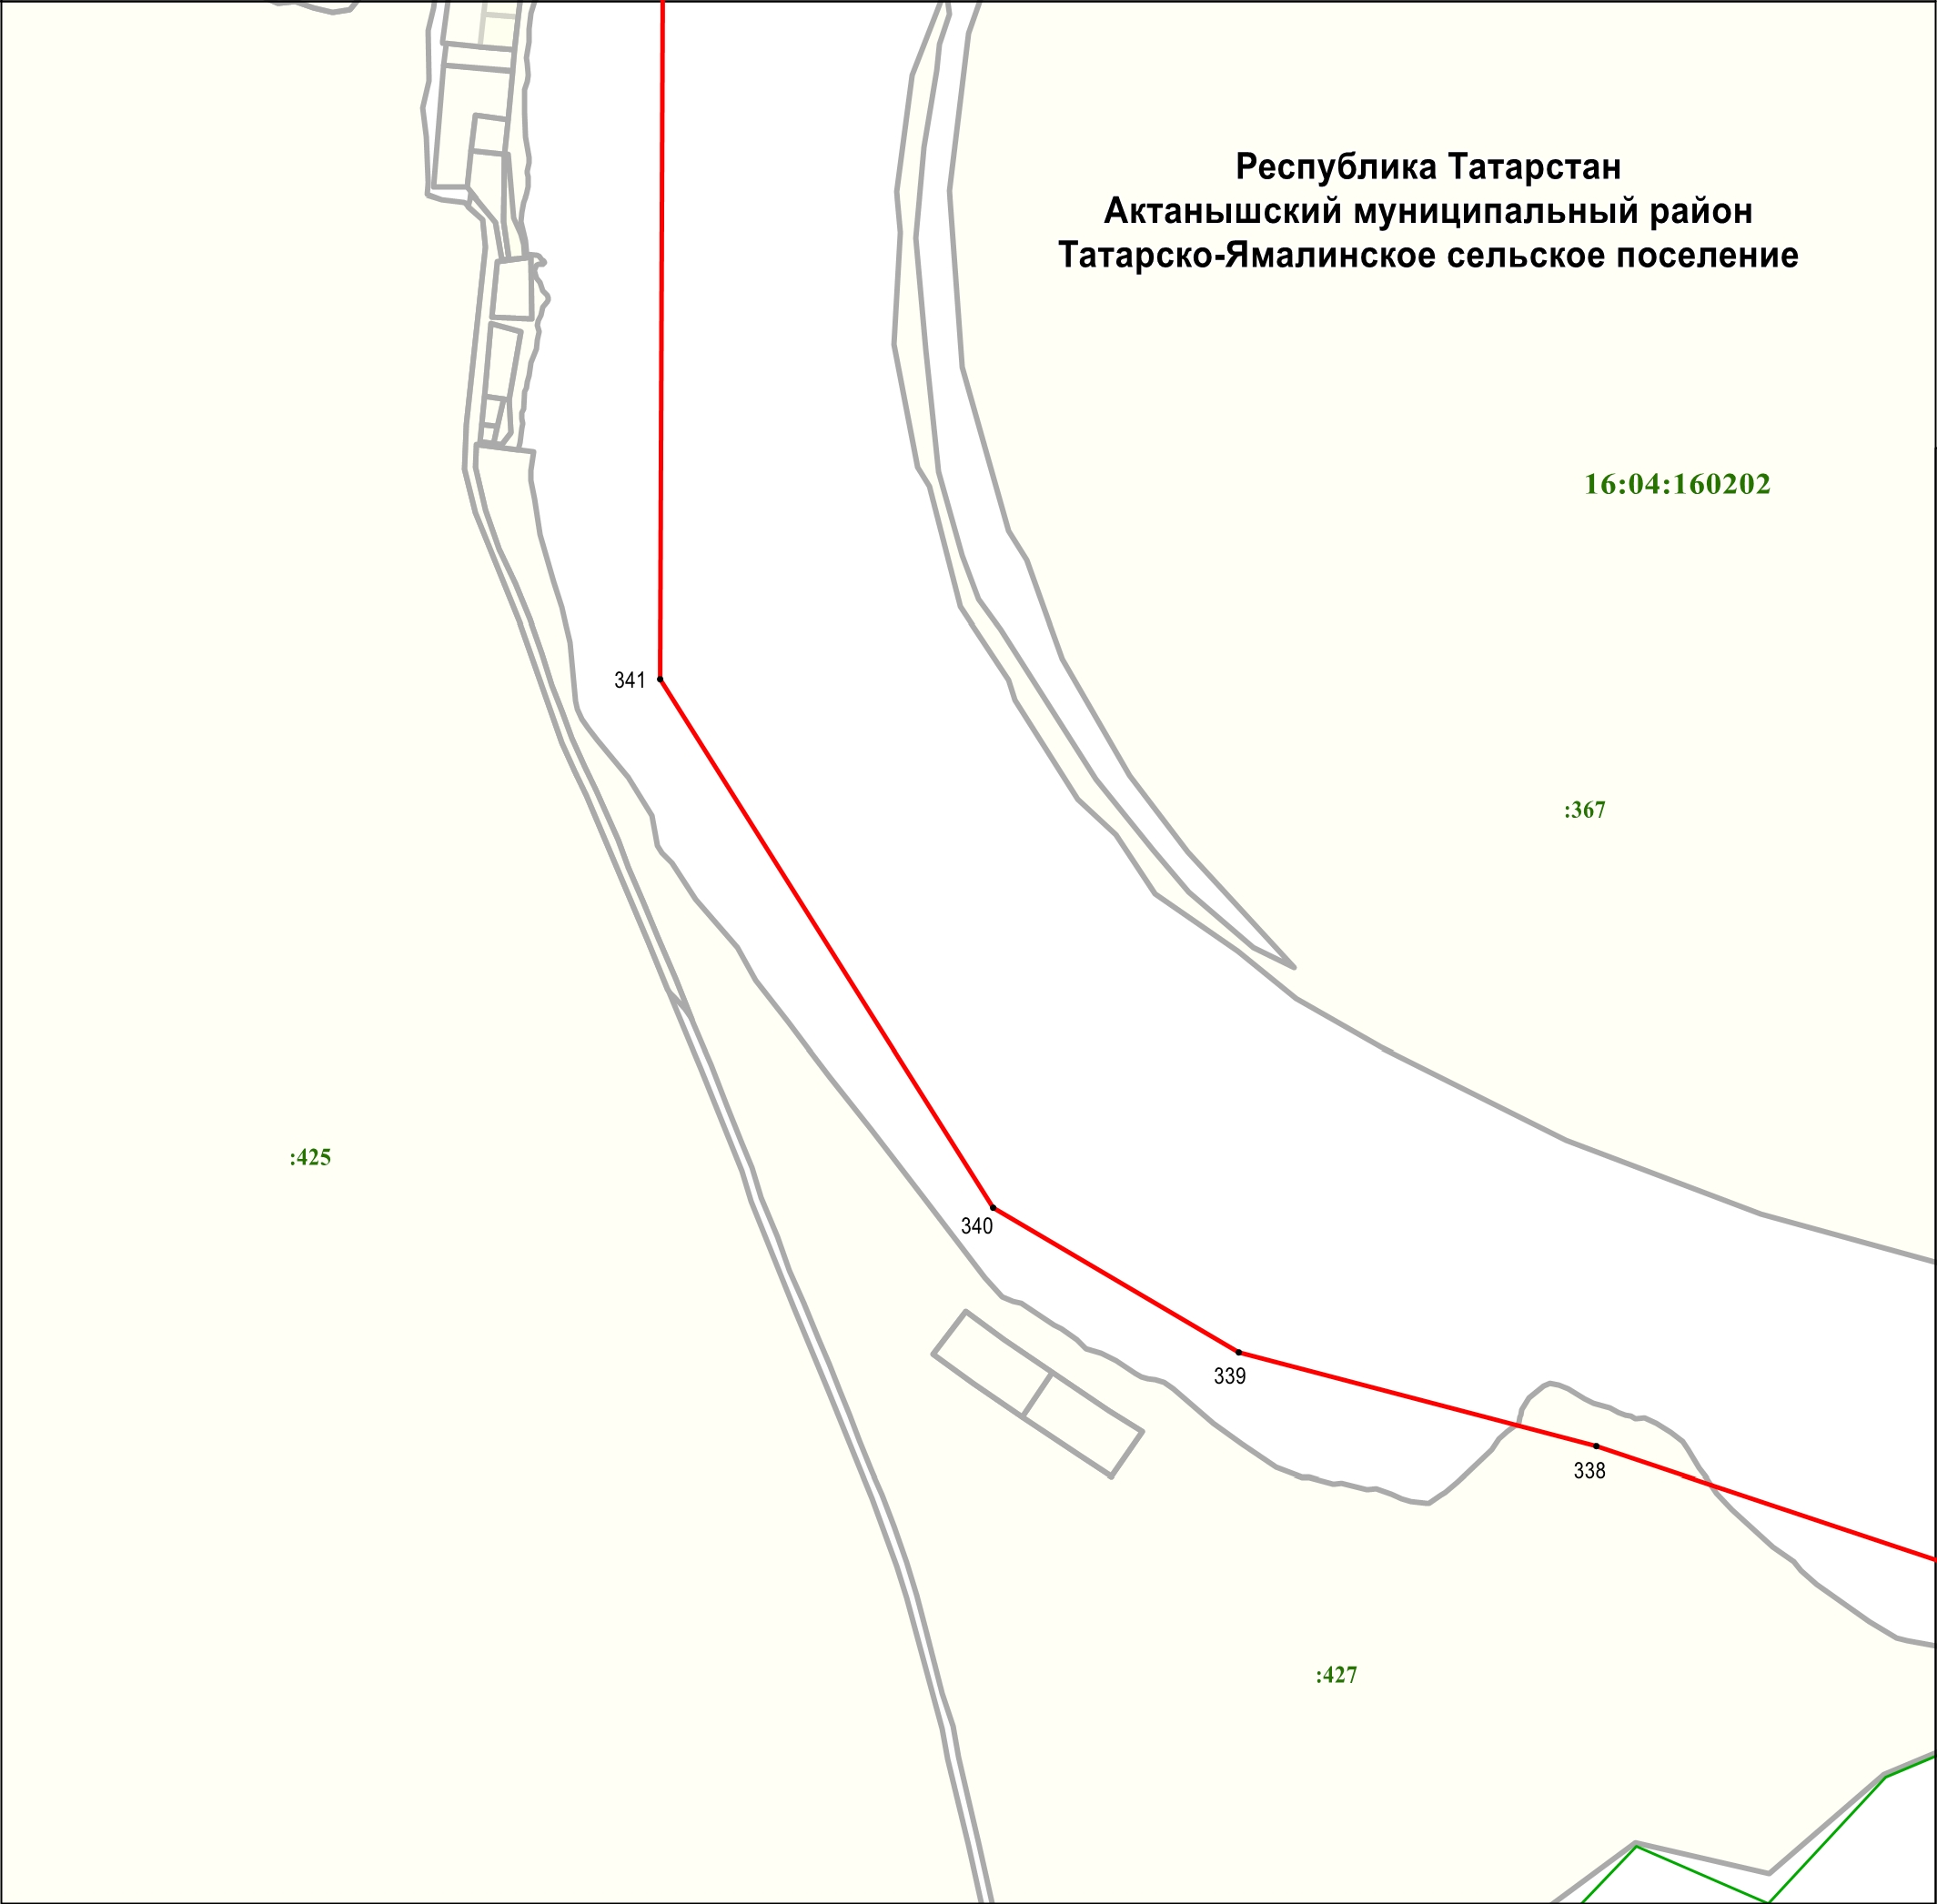 Республика Татарстан
Актанышский муниципальный район
Татарско-Ямалинское сельское поселение
16:04:160202
341
:367
:425
340
339
338
:427